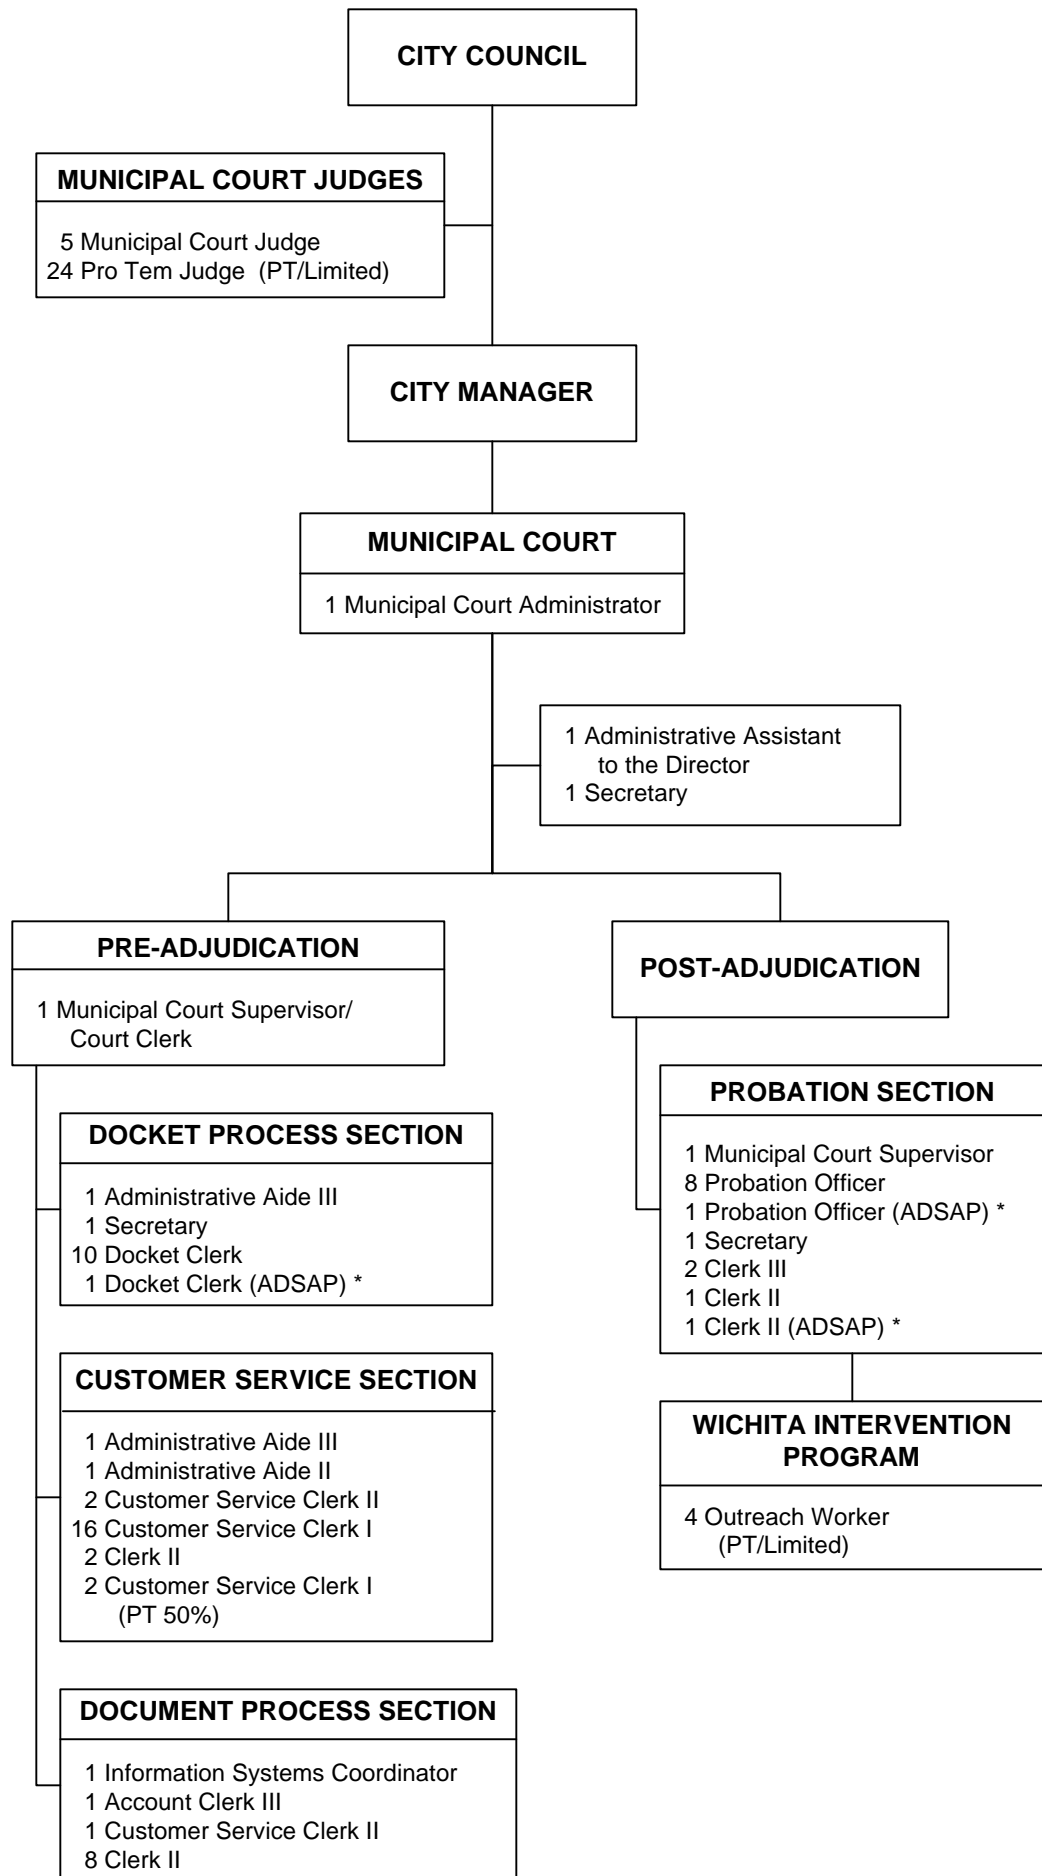 CITY COUNCIL
MUNICIPAL COURT JUDGES
5 Municipal Court Judge
24 Pro Tem Judge (PT/Limited)
CITY MANAGER
MUNICIPAL COURT
1 Municipal Court Administrator
1 Administrative Assistant
to the Director
1 Secretary
PRE-ADJUDICATION
1 Municipal Court Supervisor/
Court Clerk
DOCKET PROCESS SECTION
1 Administrative Aide III
1 Secretary
10 Docket Clerk
1 Docket Clerk (ADSAP) *
CUSTOMER SERVICE SECTION
1 Administrative Aide III
1 Administrative Aide II
2 Customer Service Clerk II
16 Customer Service Clerk I
2 Clerk II
2 Customer Service Clerk I
(PT 50%)
DOCUMENT PROCESS SECTION
1 Information Systems Coordinator
1 Account Clerk III
1 Customer Service Clerk II
8 Clerk II
POST-ADJUDICATION
PROBATION SECTION
1 Municipal Court Supervisor
8 Probation Officer
1 Probation Officer (ADSAP) *
1 Secretary
2 Clerk III
1 Clerk II
1 Clerk II (ADSAP) *
WICHITA INTERVENTION
PROGRAM
4 Outreach Worker
(PT/Limited)